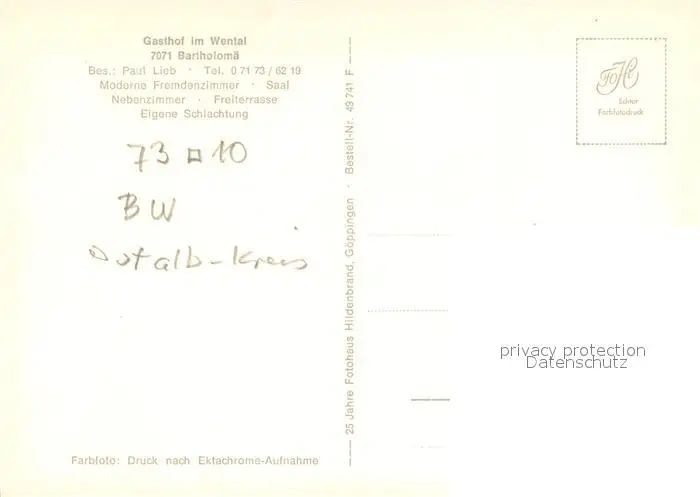 Gasthof im Wental
7071 Bartholomä
Bes.: Paul Lieb · Tel. 0 71 73 / 62 19
Moderne Fremdenzimmer · Saal
Nebenzimmer · Freiterrasse
Eigene Schlachtung
73 □ 10
BW
Ostalb-Kreis
Farbfoto: Druck nach Ektachrome-Aufnahme
25 Jahre Fotohaus Hildenbrand, Göppingen · Bestell-Nr. 49 741 F
FOHi
Echter
Farbfotodruck
privacy protection
Datenschutz